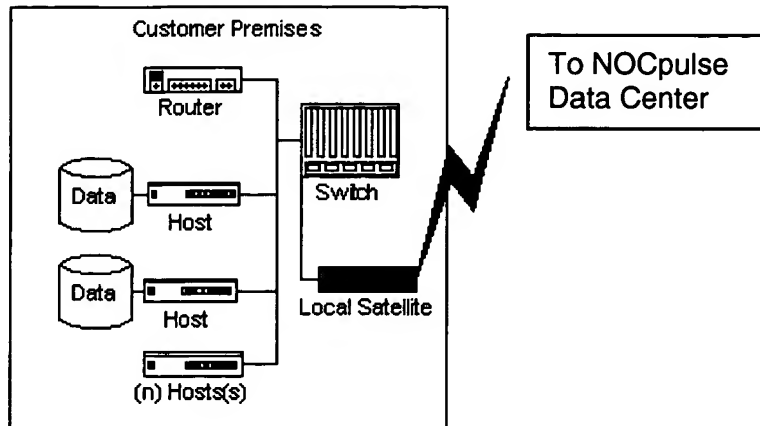 Customer Premises
To NOCpulse
Data Center
Router
Switch
Data
Host
Local Satellite
Data
Host
(n) Hosts(s)